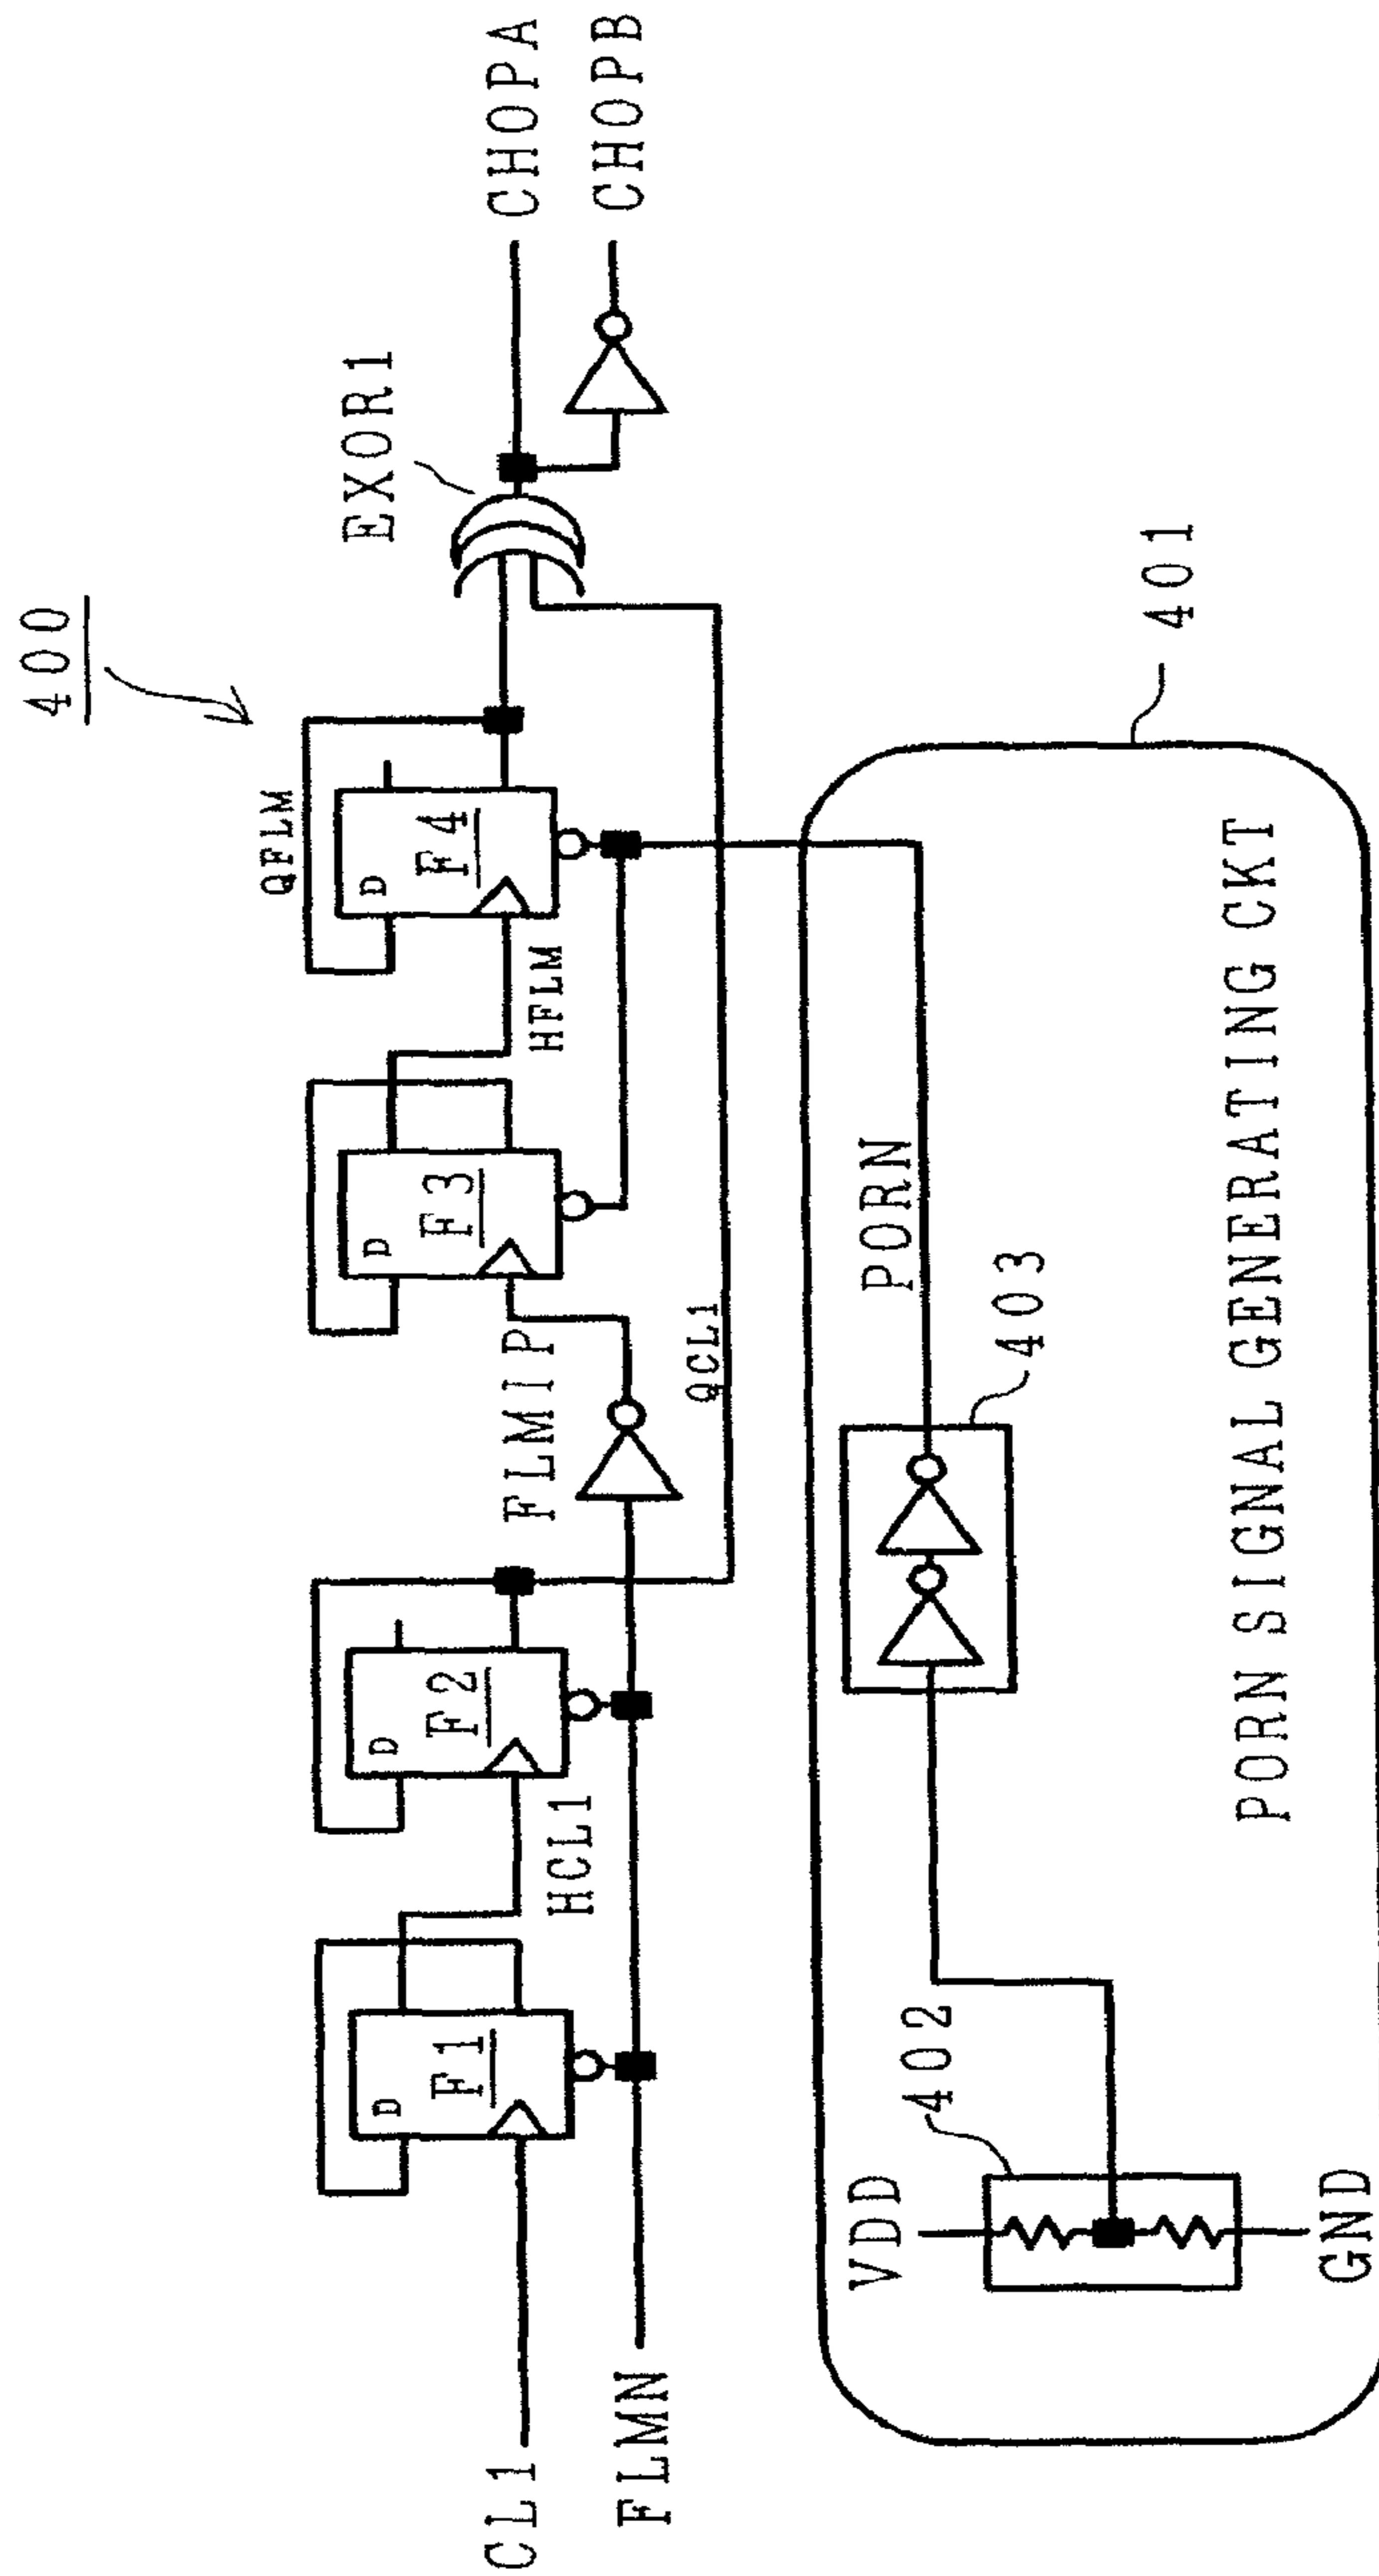 400
EXOR1
CHOPA
CHOPB
QFLM
D
F4
HFLM
D
F3
FLMIP
QCL1
D
F2
HCL1
D
F1
CL1
FLMN
PORN
403
402
VDD
GND
PORN SIGNAL GENERATING CKT
401